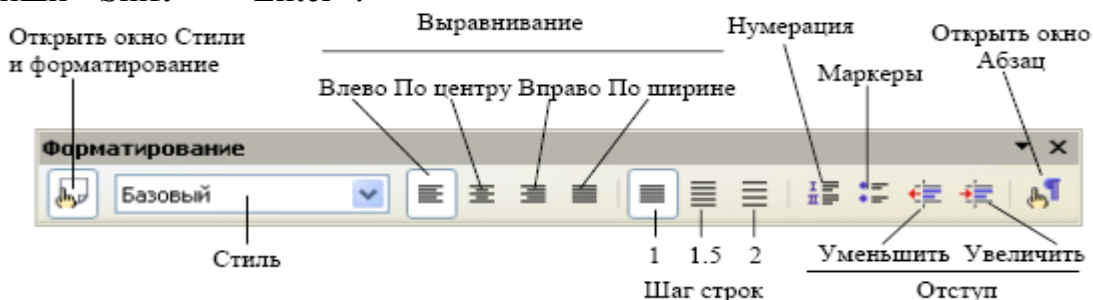 Выравнивание
Нумерация
Открыть окно Стили
и форматирование
Открыть окно
Абзац
Маркеры
Влево По центру Вправо По ширине
Форматирование
Базовый
Стиль
1 1.5 2
Уменьшить Увеличить
Шаг строк
Отступ